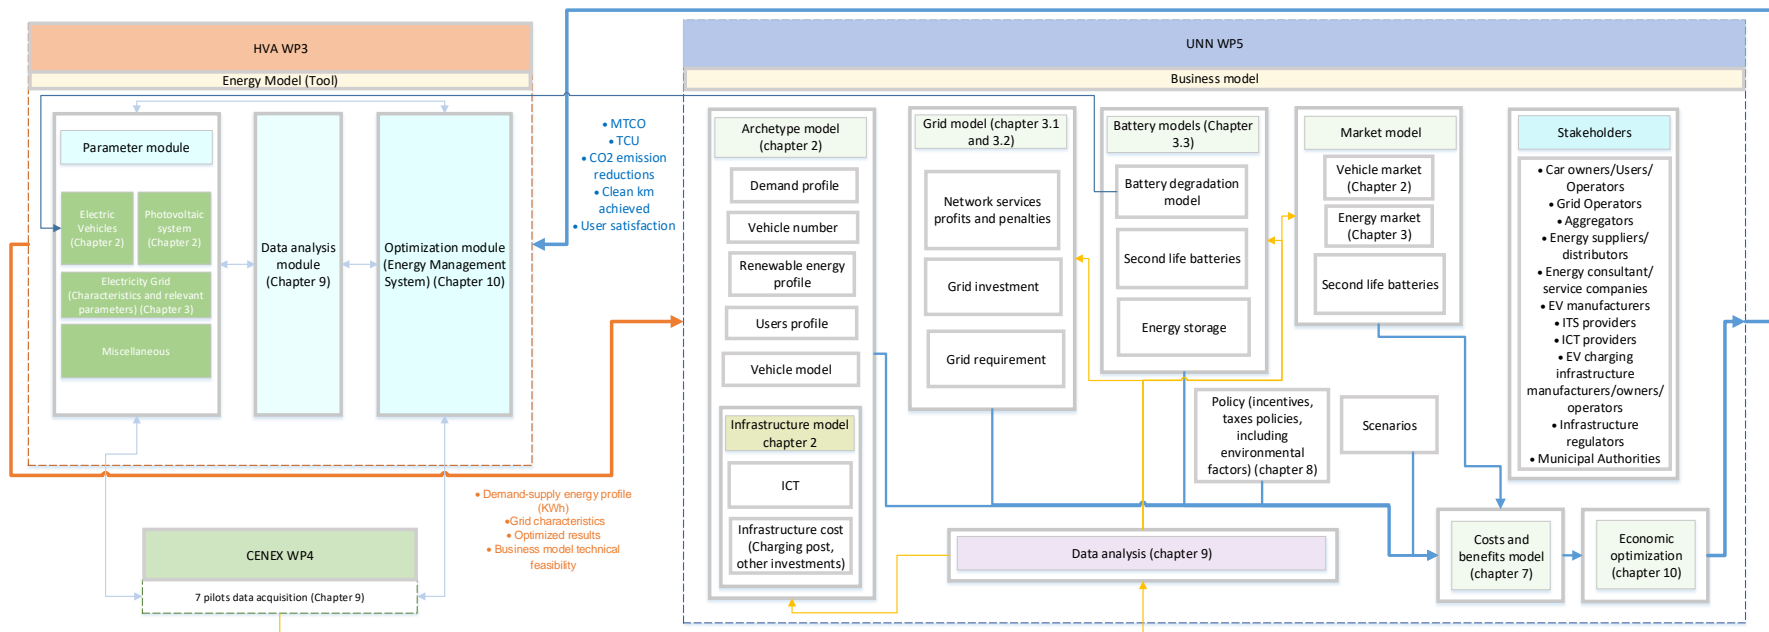 HVA WP3
Energy Model (Tool)
Parameter module
Electric
Vehicles
(Chapter 2)
Photovoltaic
system
(Chapter 2)
Electricity Grid
(Characteristics and relevant
parameters) (Chapter 3)
Miscellaneous
Data analysis
module
(Chapter 9)
Optimization module
(Energy Management
System) (Chapter 10)
• MTCO
• TCU
• CO2 emission
reductions
• Clean km
achieved
• User satisfaction
• Demand-supply energy profile
(KWh)
•Grid characteristics
• Optimized results
• Business model technical
feasibility
CENEX WP4
7 pilots data acquisition (Chapter 9)
UNN WP5
Business model
Archetype model
(chapter 2)
Demand profile
Vehicle number
Renewable energy
profile
Users profile
Vehicle model
Infrastructure model
chapter 2
ICT
Infrastructure cost
(Charging post,
other investments)
Grid model (chapter 3.1
and 3.2)
Network services
profits and penalties
Grid investment
Grid requirement
Battery models (Chapter
3.3)
Battery degradation
model
Second life batteries
Energy storage
Market model
Vehicle market
(Chapter 2)
Energy market
(Chapter 3)
Second life batteries
Stakeholders
• Car owners/Users/
Operators
• Grid Operators
• Aggregators
• Energy suppliers/
distributors
• Energy consultant/
service companies
• EV manufacturers
• ITS providers
• ICT providers
• EV charging
infrastructure
manufacturers/owners/
operators
• Infrastructure
regulators
• Municipal Authorities
Policy (incentives,
taxes policies,
including
environmental
factors) (chapter 8)
Scenarios
Data analysis (chapter 9)
Costs and
benefits model
(chapter 7)
Economic
optimization
(chapter 10)